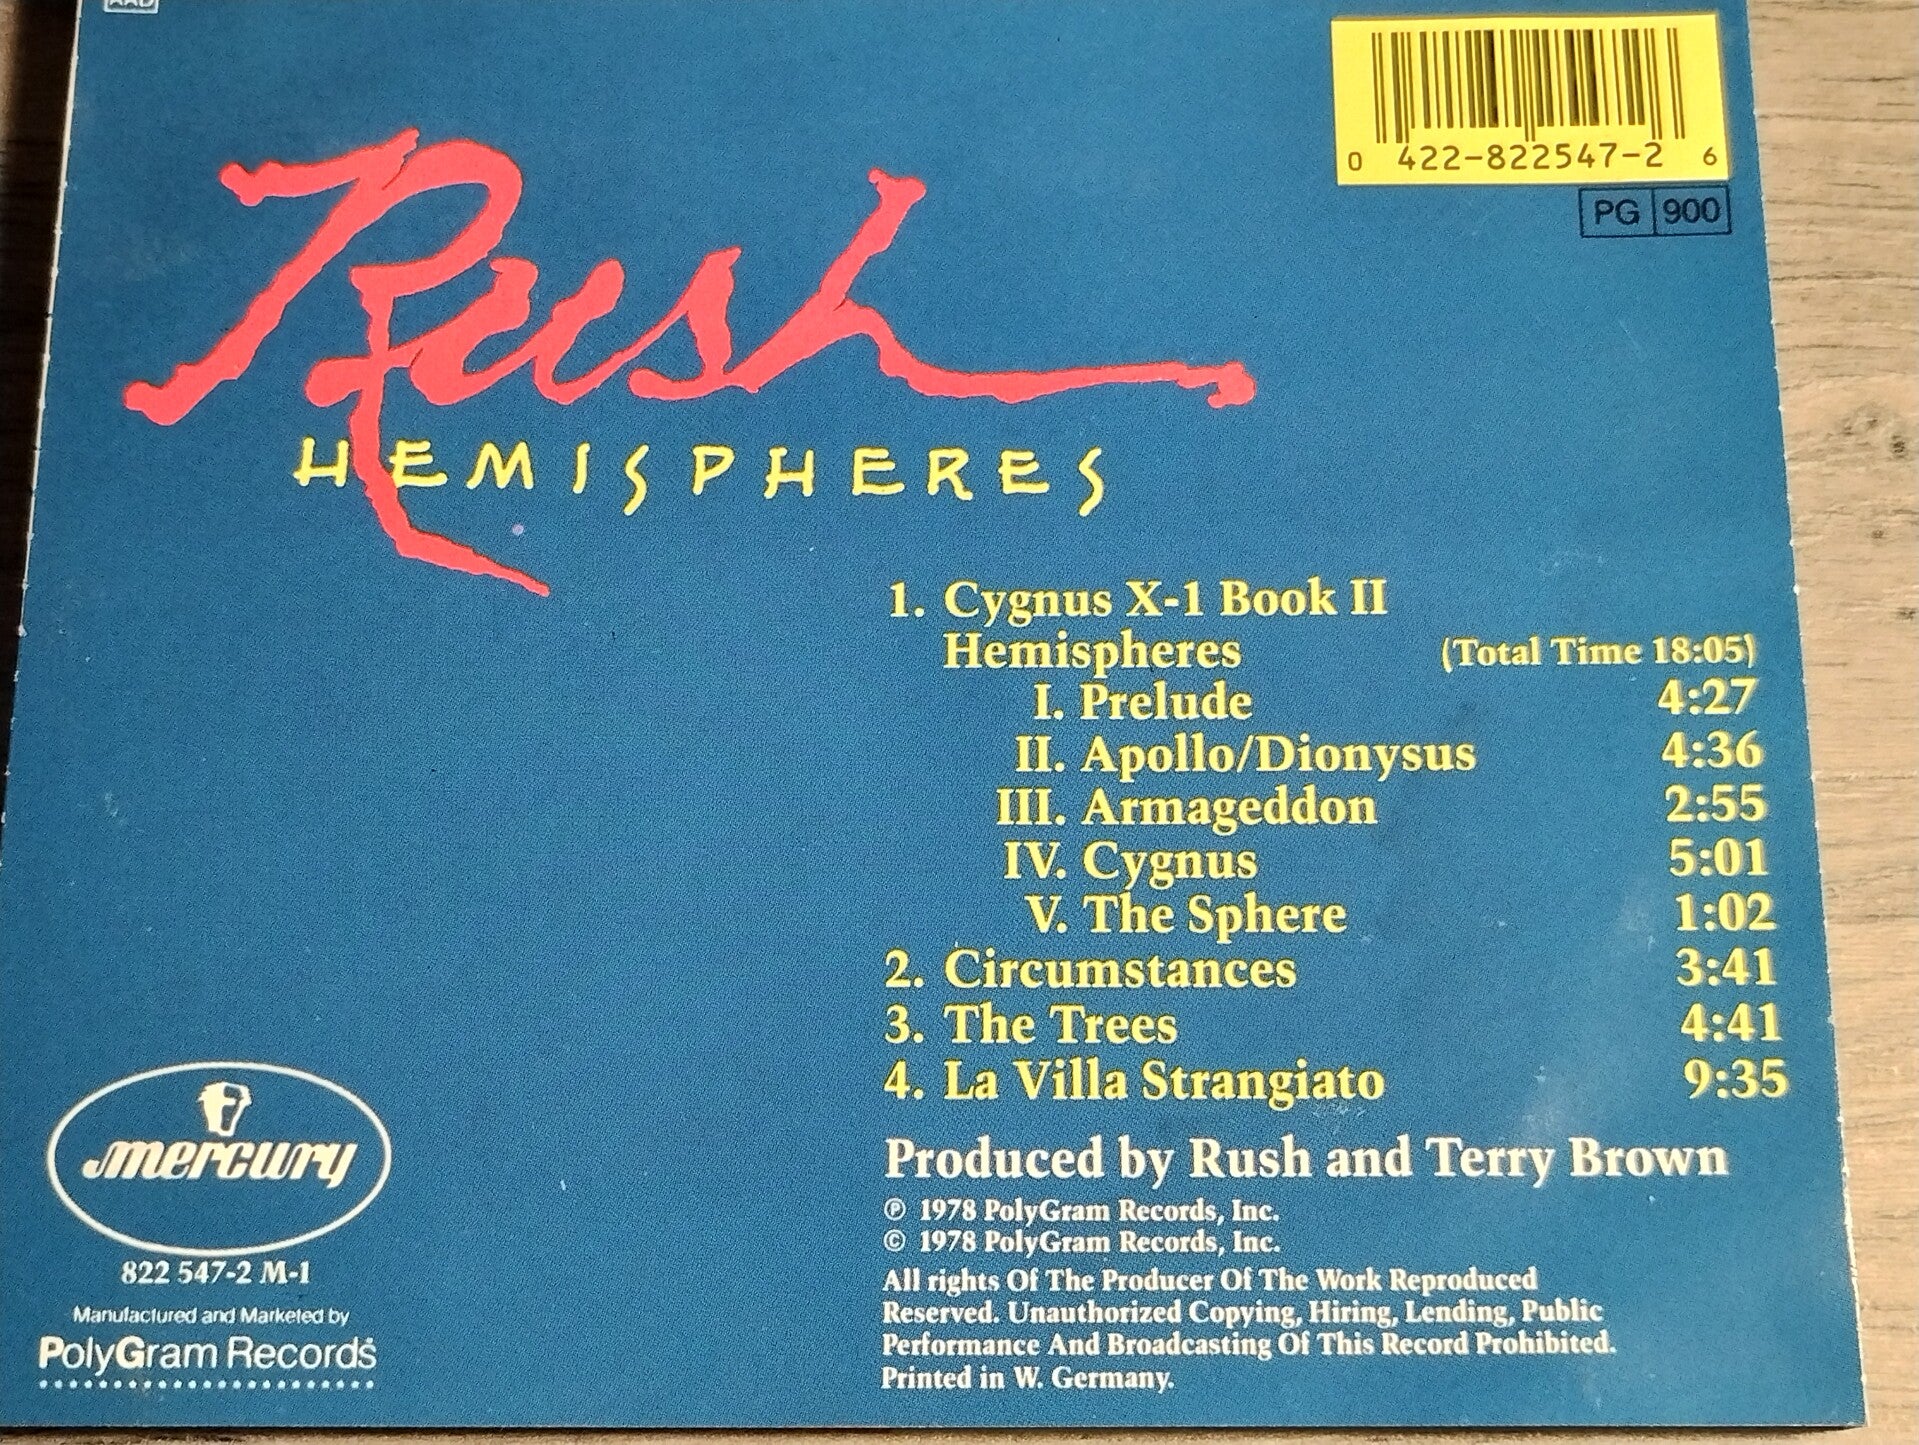 AAD
0 422-822547-2 6
PG 900
Rush
HEMISPHERES
1. Cygnus X-1 Book II
Hemispheres (Total Time 18:05)
I. Prelude 4:27
II. Apollo/Dionysus 4:36
III. Armageddon 2:55
IV. Cygnus 5:01
V. The Sphere 1:02
2. Circumstances 3:41
3. The Trees 4:41
4. La Villa Strangiato 9:35
Produced by Rush and Terry Brown
℗ 1978 PolyGram Records, Inc.
© 1978 PolyGram Records, Inc.
All rights Of The Producer Of The Work Reproduced
Reserved. Unauthorized Copying, Hiring, Lending, Public
Performance And Broadcasting Of This Record Prohibited.
Printed in W. Germany.
mercury
822 547-2 M-1
Manufactured and Marketed by
PolyGram Records